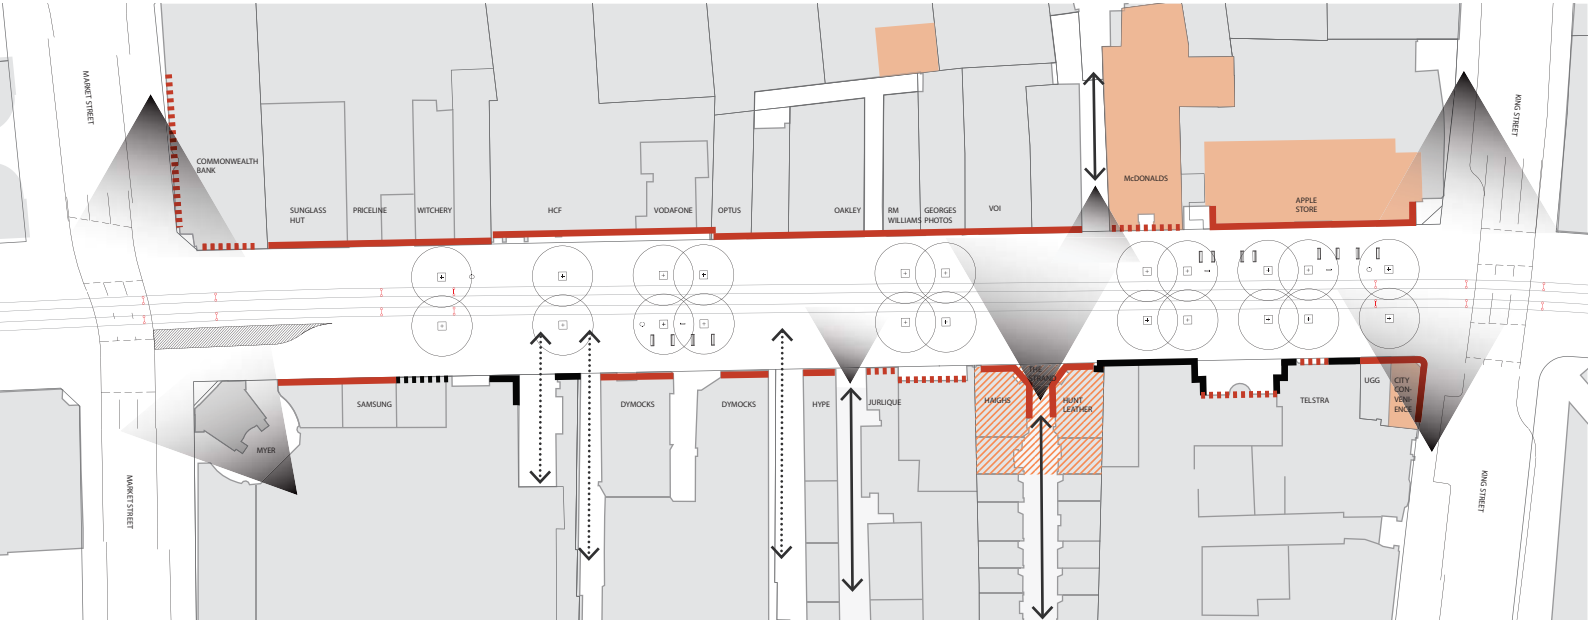 MARKET STREET
KING STREET
COMMONWEALTH
BANK
McDONALDS
SUNGLASS
HUT
PRICELINE
WITCHERY
HCF
VODAFONE
OPTUS
OAKLEY
RM
WILLIAMS
GEORGES
PHOTOS
VOI
APPLE
STORE
THE
STRAND
SAMSUNG
DYMOCKS
DYMOCKS
HYPE
JURLIQUE
HAIGHS
HUNT
LEATHER
TELSTRA
UGG
CITY
CON-
VENI-
ENCE
MYER
MARKET STREET
KING STREET